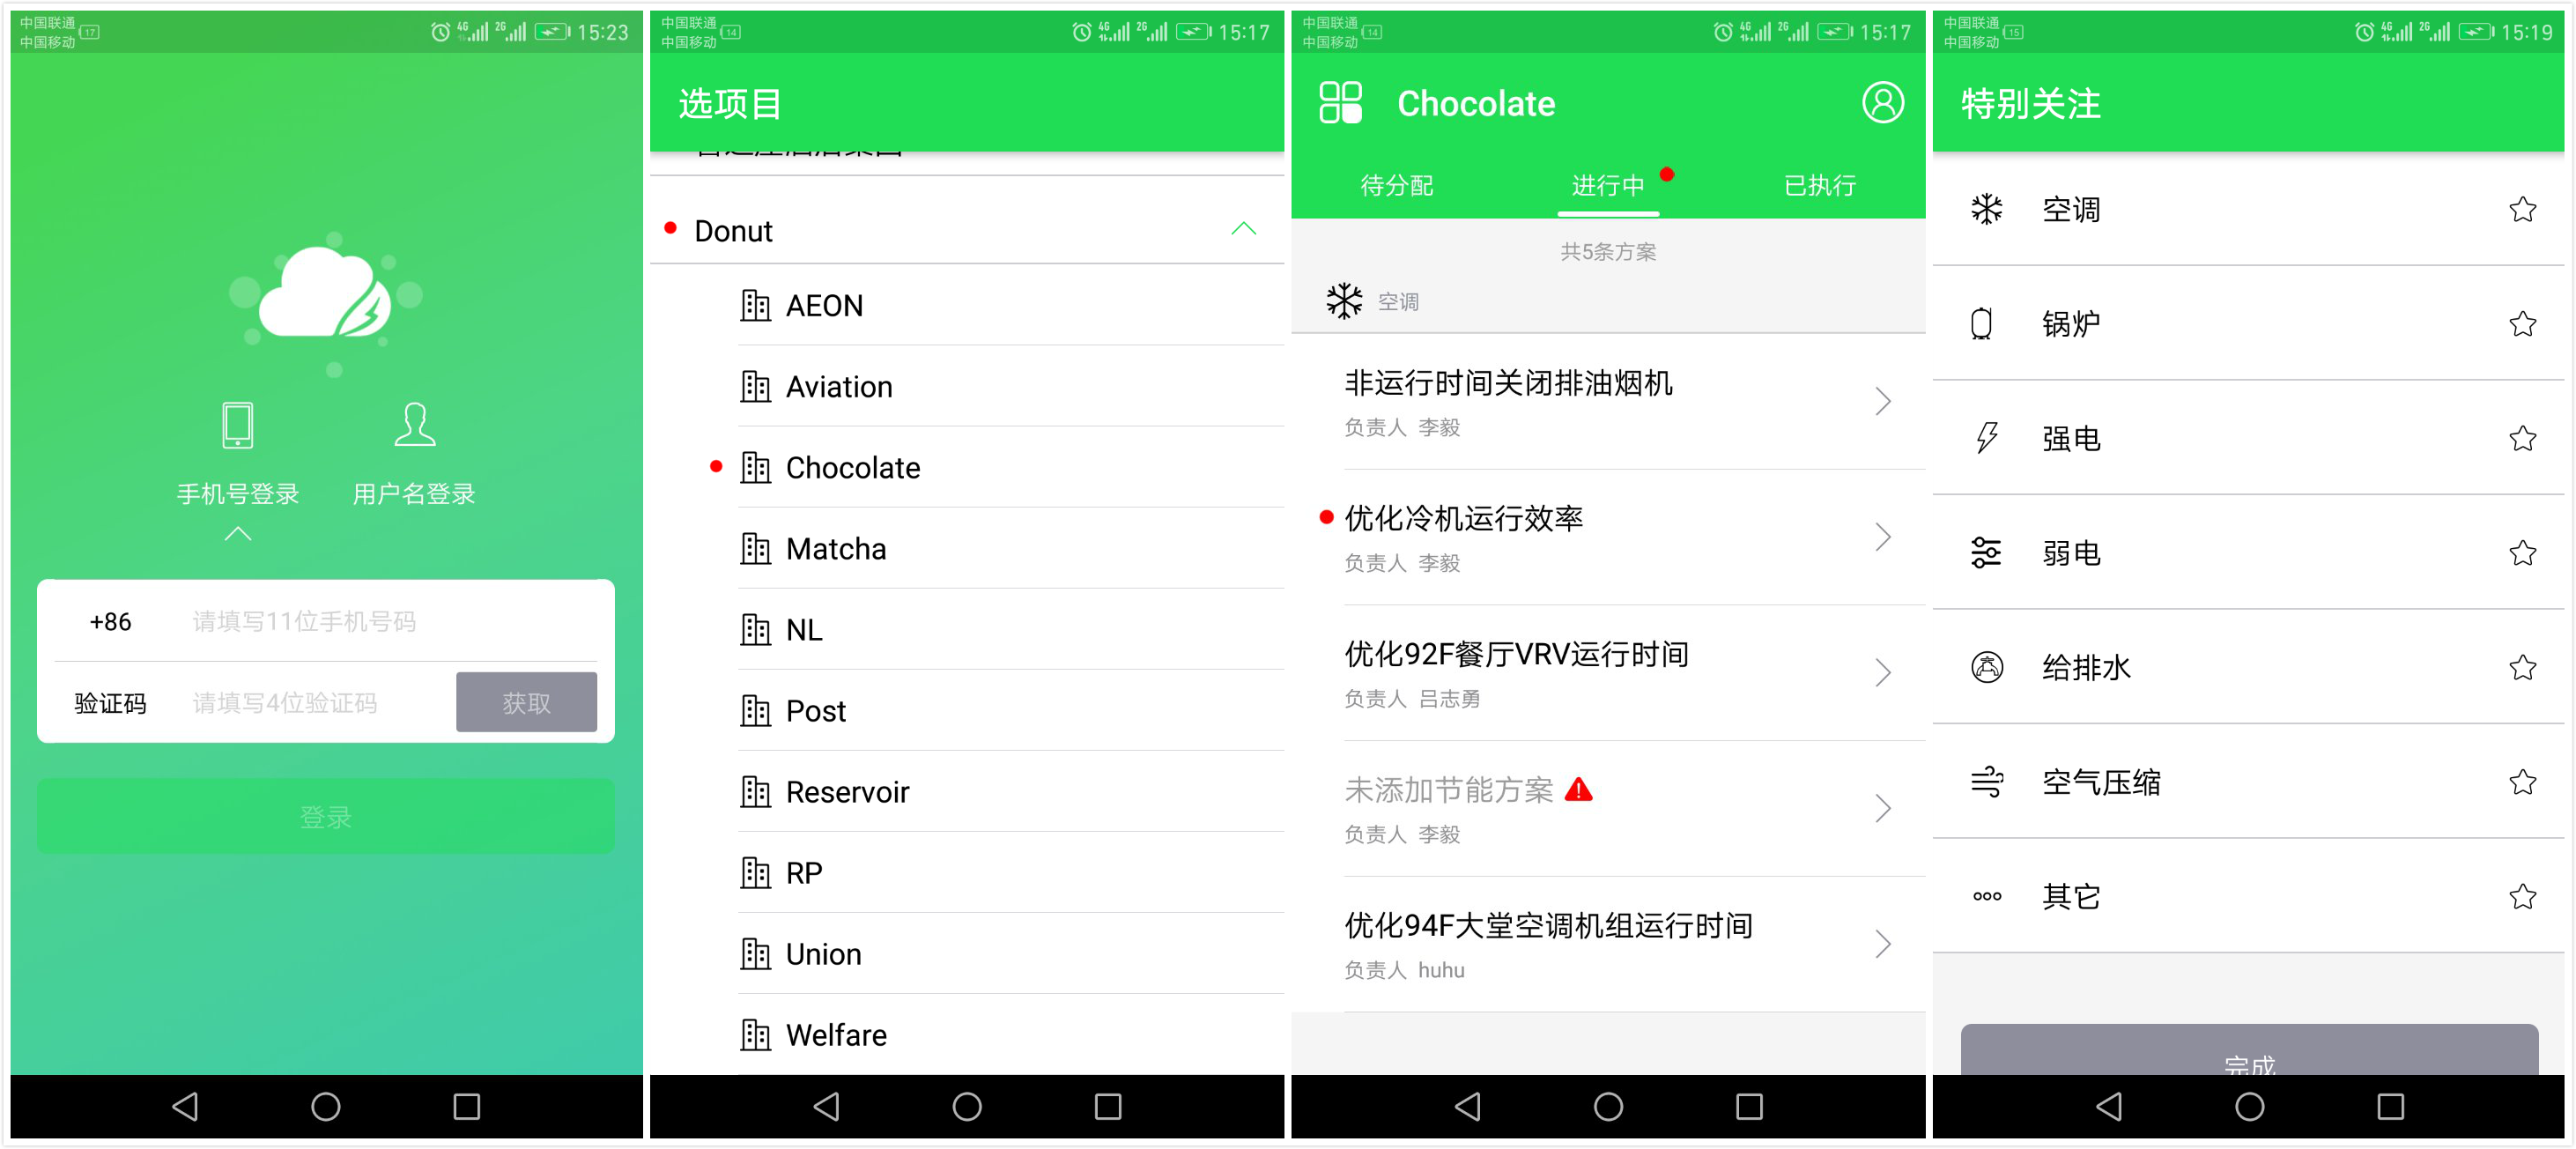 中国联通
中国移动
17
4G
2G
15:23
手机号登录
用户名登录
+86
请填写11位手机号码
验证码
请填写4位验证码
获取
登录
中国联通
中国移动
14
4G
2G
15:17
选项目
Donut
AEON
Aviation
Chocolate
Matcha
NL
Post
Reservoir
RP
Union
Welfare
中国联通
中国移动
14
4G
2G
15:17
Chocolate
待分配
进行中
已执行
共5条方案
空调
非运行时间关闭排油烟机
负责人 李毅
优化冷机运行效率
负责人 李毅
优化92F餐厅VRV运行时间
负责人 吕志勇
未添加节能方案
负责人 李毅
优化94F大堂空调机组运行时间
负责人 huhu
中国联通
中国移动
15
4G
2G
15:19
特别关注
空调
锅炉
强电
弱电
给排水
空气压缩
其它
完成